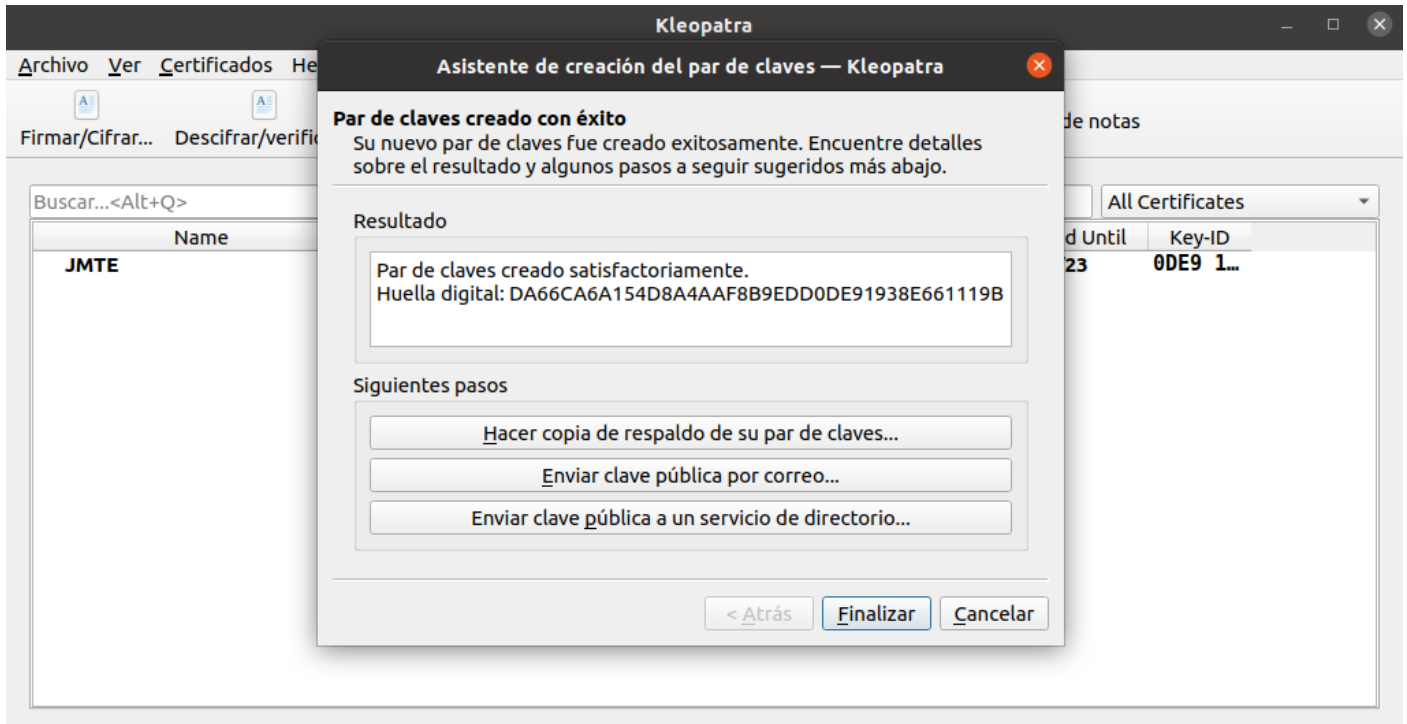 Kleopatra
Archivo Ver Certificados He
Asistente de creación del par de claves — Kleopatra
Firmar/Cifrar... Descifrar/verific
de notas
Par de claves creado con éxito
Su nuevo par de claves fue creado exitosamente. Encuentre detalles
sobre el resultado y algunos pasos a seguir sugeridos más abajo.
Buscar...<Alt+Q>
All Certificates
Name
d Until Key-ID
JMTE
23 0DE9 1...
Resultado
Par de claves creado satisfactoriamente.
Huella digital: DA66CA6A154D8A4AAF8B9EDD0DE91938E661119B
Siguientes pasos
Hacer copia de respaldo de su par de claves...
Enviar clave pública por correo...
Enviar clave pública a un servicio de directorio...
< Atrás Finalizar Cancelar